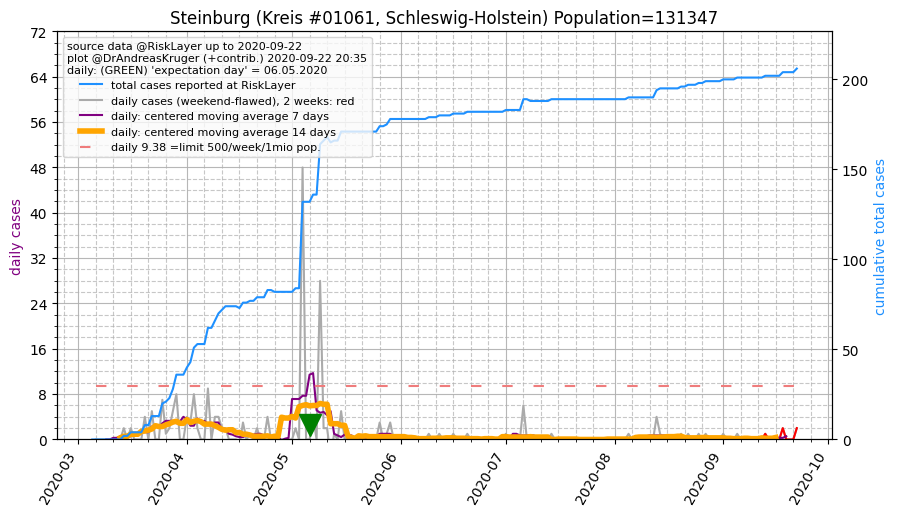 Steinburg (Kreis #01061, Schleswig-Holstein) Population=131347
source data @RiskLayer up to 2020-09-22
plot @DrAndreasKruger (+contrib.) 2020-09-22 20:35
daily: (GREEN) 'expectation day' = 06.05.2020
total cases reported at RiskLayer
daily cases (weekend-flawed), 2 weeks: red
daily: centered moving average 7 days
daily: centered moving average 14 days
daily 9.38 =limit 500/week/1mio pop.
daily cases
72
64
56
48
40
32
24
16
8
0
cumulative total cases
200
150
100
50
0
2020-03
2020-04
2020-05
2020-06
2020-07
2020-08
2020-09
2020-10